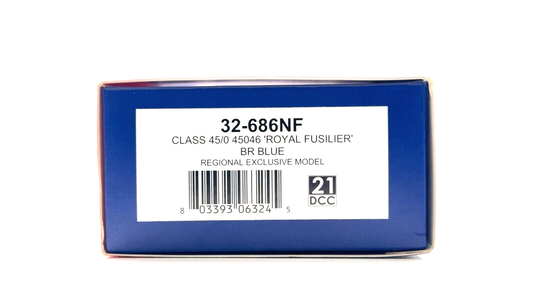 32-686NF
CLASS 45/0 45046 'ROYAL FUSILIER'
BR BLUE
REGIONAL EXCLUSIVE MODEL
21
DCC
8 03393 06324 5